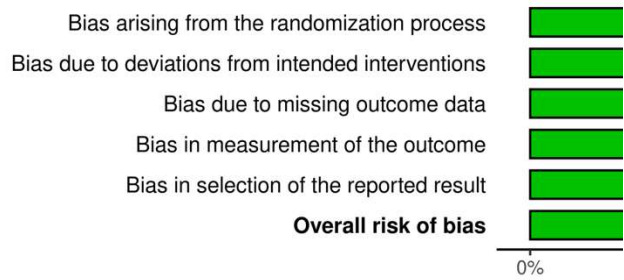 Bias arising from the randomization process
Bias due to deviations from intended interventions
Bias due to missing outcome data
Bias in measurement of the outcome
Bias in selection of the reported result
Overall risk of bias
0%